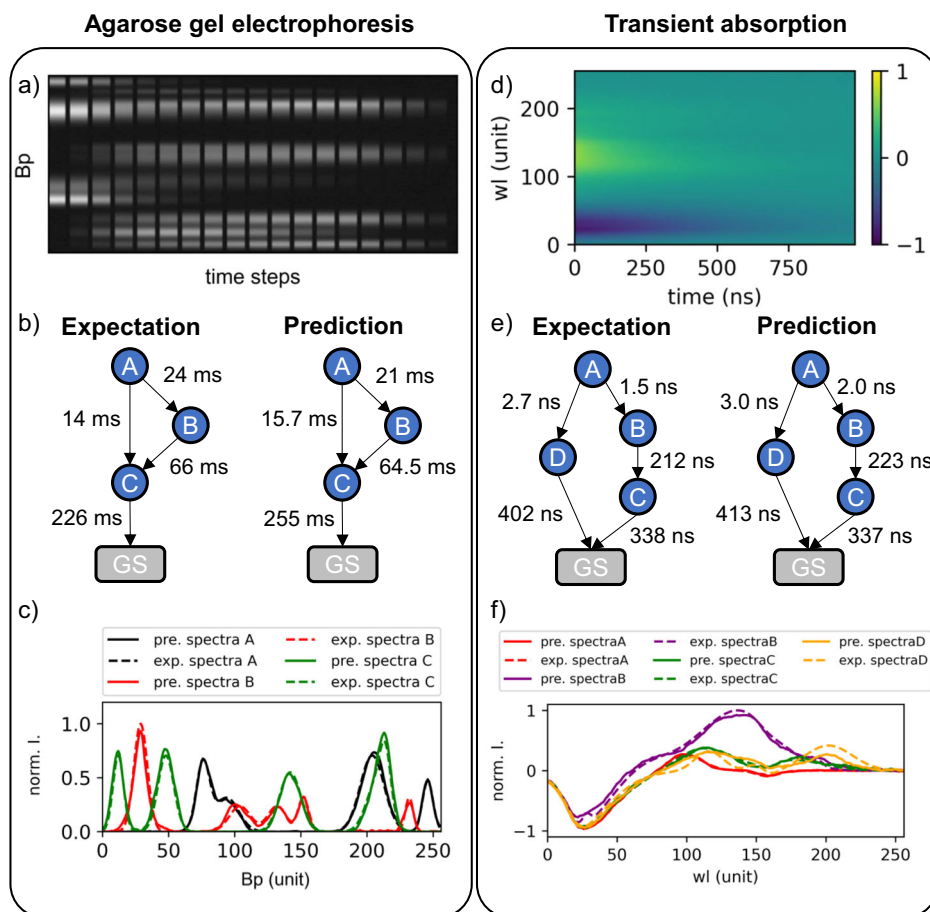 Agarose gel electrophoresis
a)
Bp
time steps
b)
Expectation
Prediction
A
24 ms
14 ms
B
66 ms
C
226 ms
GS
A
21 ms
15.7 ms
B
64.5 ms
C
255 ms
GS
c)
pre. spectra A
exp. spectra A
pre. spectra B
exp. spectra B
pre. spectra C
exp. spectra C
norm. I.
1.0
0.5
0.0
0 50 100 150 200 250
Bp (unit)
Transient absorption
d)
wl (unit)
200
100
0
0 250 500 750
time (ns)
1
0
−1
e)
Expectation
Prediction
A
2.7 ns
1.5 ns
B
D
212 ns
C
402 ns
338 ns
GS
A
3.0 ns
2.0 ns
B
D
223 ns
C
413 ns
337 ns
GS
f)
pre. spectraA
exp. spectraA
pre. spectraB
exp. spectraB
pre. spectraC
exp. spectraC
pre. spectraD
exp. spectraD
norm. I.
1
0
−1
0 50 100 150 200 250
wl (unit)